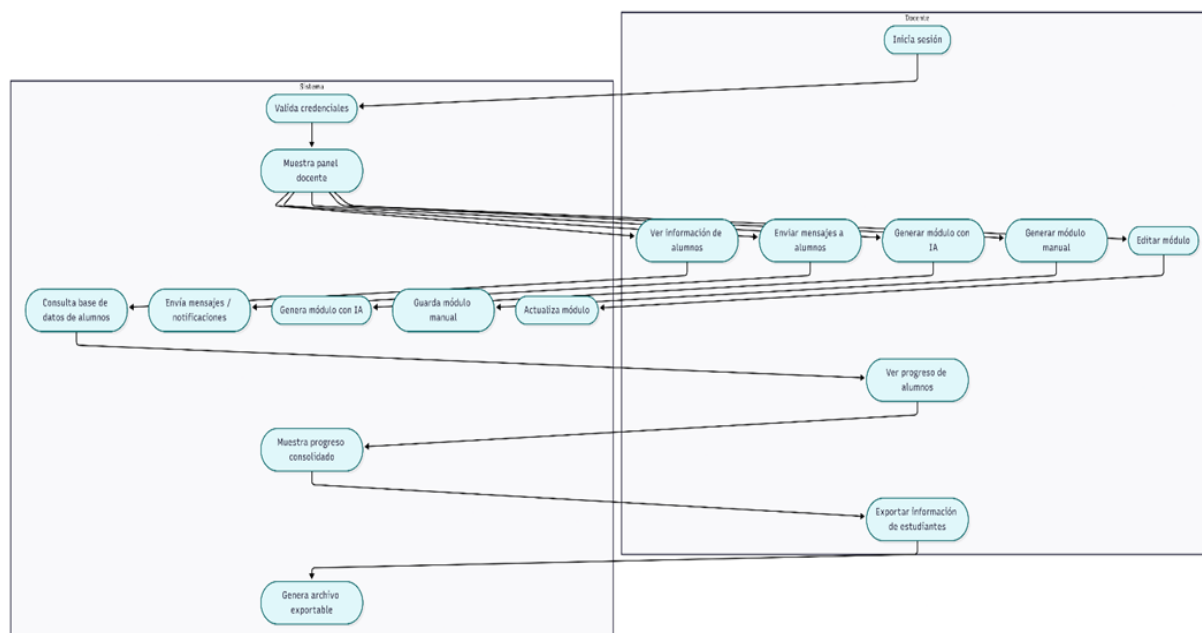 Docente
Inicia sesión
Sistema
Valida credenciales
Muestra panel
docente
Ver información de
alumnos
Enviar mensajes a
alumnos
Generar módulo con
IA
Generar módulo
manual
Editar módulo
Consulta base de
datos de alumnos
Envía mensajes /
notificaciones
Genera módulo con IA
Guarda módulo
manual
Actualiza módulo
Ver progreso de
alumnos
Muestra progreso
consolidado
Exportar información
de estudiantes
Genera archivo
exportable